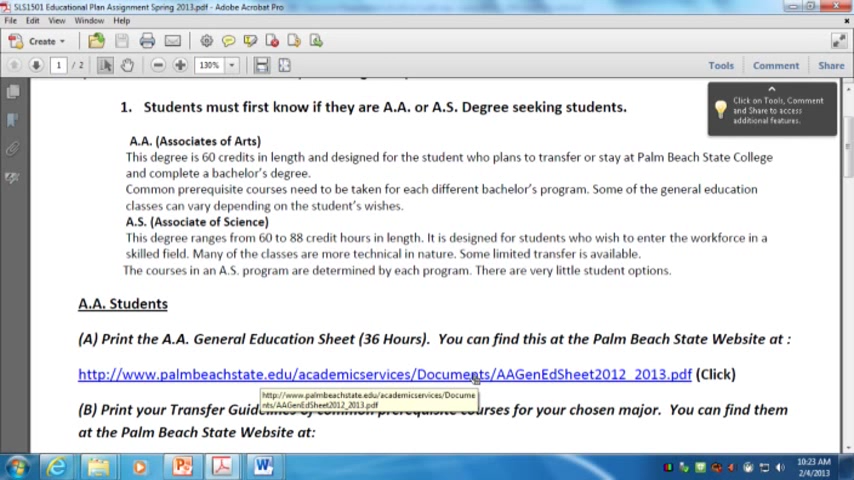 SLS1501 Educational Plan Assignment Spring 2013.pdf - Adobe Acrobat Pro
File Edit View Window Help
Create
1 / 2
130%
Tools Comment Share
Click on Tools, Comment
and Share to access
additional features.
1. Students must first know if they are A.A. or A.S. Degree seeking students.
A.A. (Associates of Arts)
This degree is 60 credits in length and designed for the student who plans to transfer or stay at Palm Beach State College
and complete a bachelor's degree.
Common prerequisite courses need to be taken for each different bachelor's program. Some of the general education
classes can vary depending on the student's wishes.
A.S. (Associate of Science)
This degree ranges from 60 to 88 credit hours in length. It is designed for students who wish to enter the workforce in a
skilled field. Many of the classes are more technical in nature. Some limited transfer is available.
The courses in an A.S. program are determined by each program. There are very little student options.
A.A. Students
(A) Print the A.A. General Education Sheet (36 Hours). You can find this at the Palm Beach State Website at :
http://www.palmbeachstate.edu/academicservices/Documents/AAGenEdSheet2012_2013.pdf (Click)
http://www.palmbeachstate.edu/academicservices/Docume
nts/AAGenEdSheet2012_2013.pdf
(B) Print your Transfer Guidelines of common prerequisite courses for your chosen major. You can find them
at the Palm Beach State Website at:
10:23 AM
2/4/2013